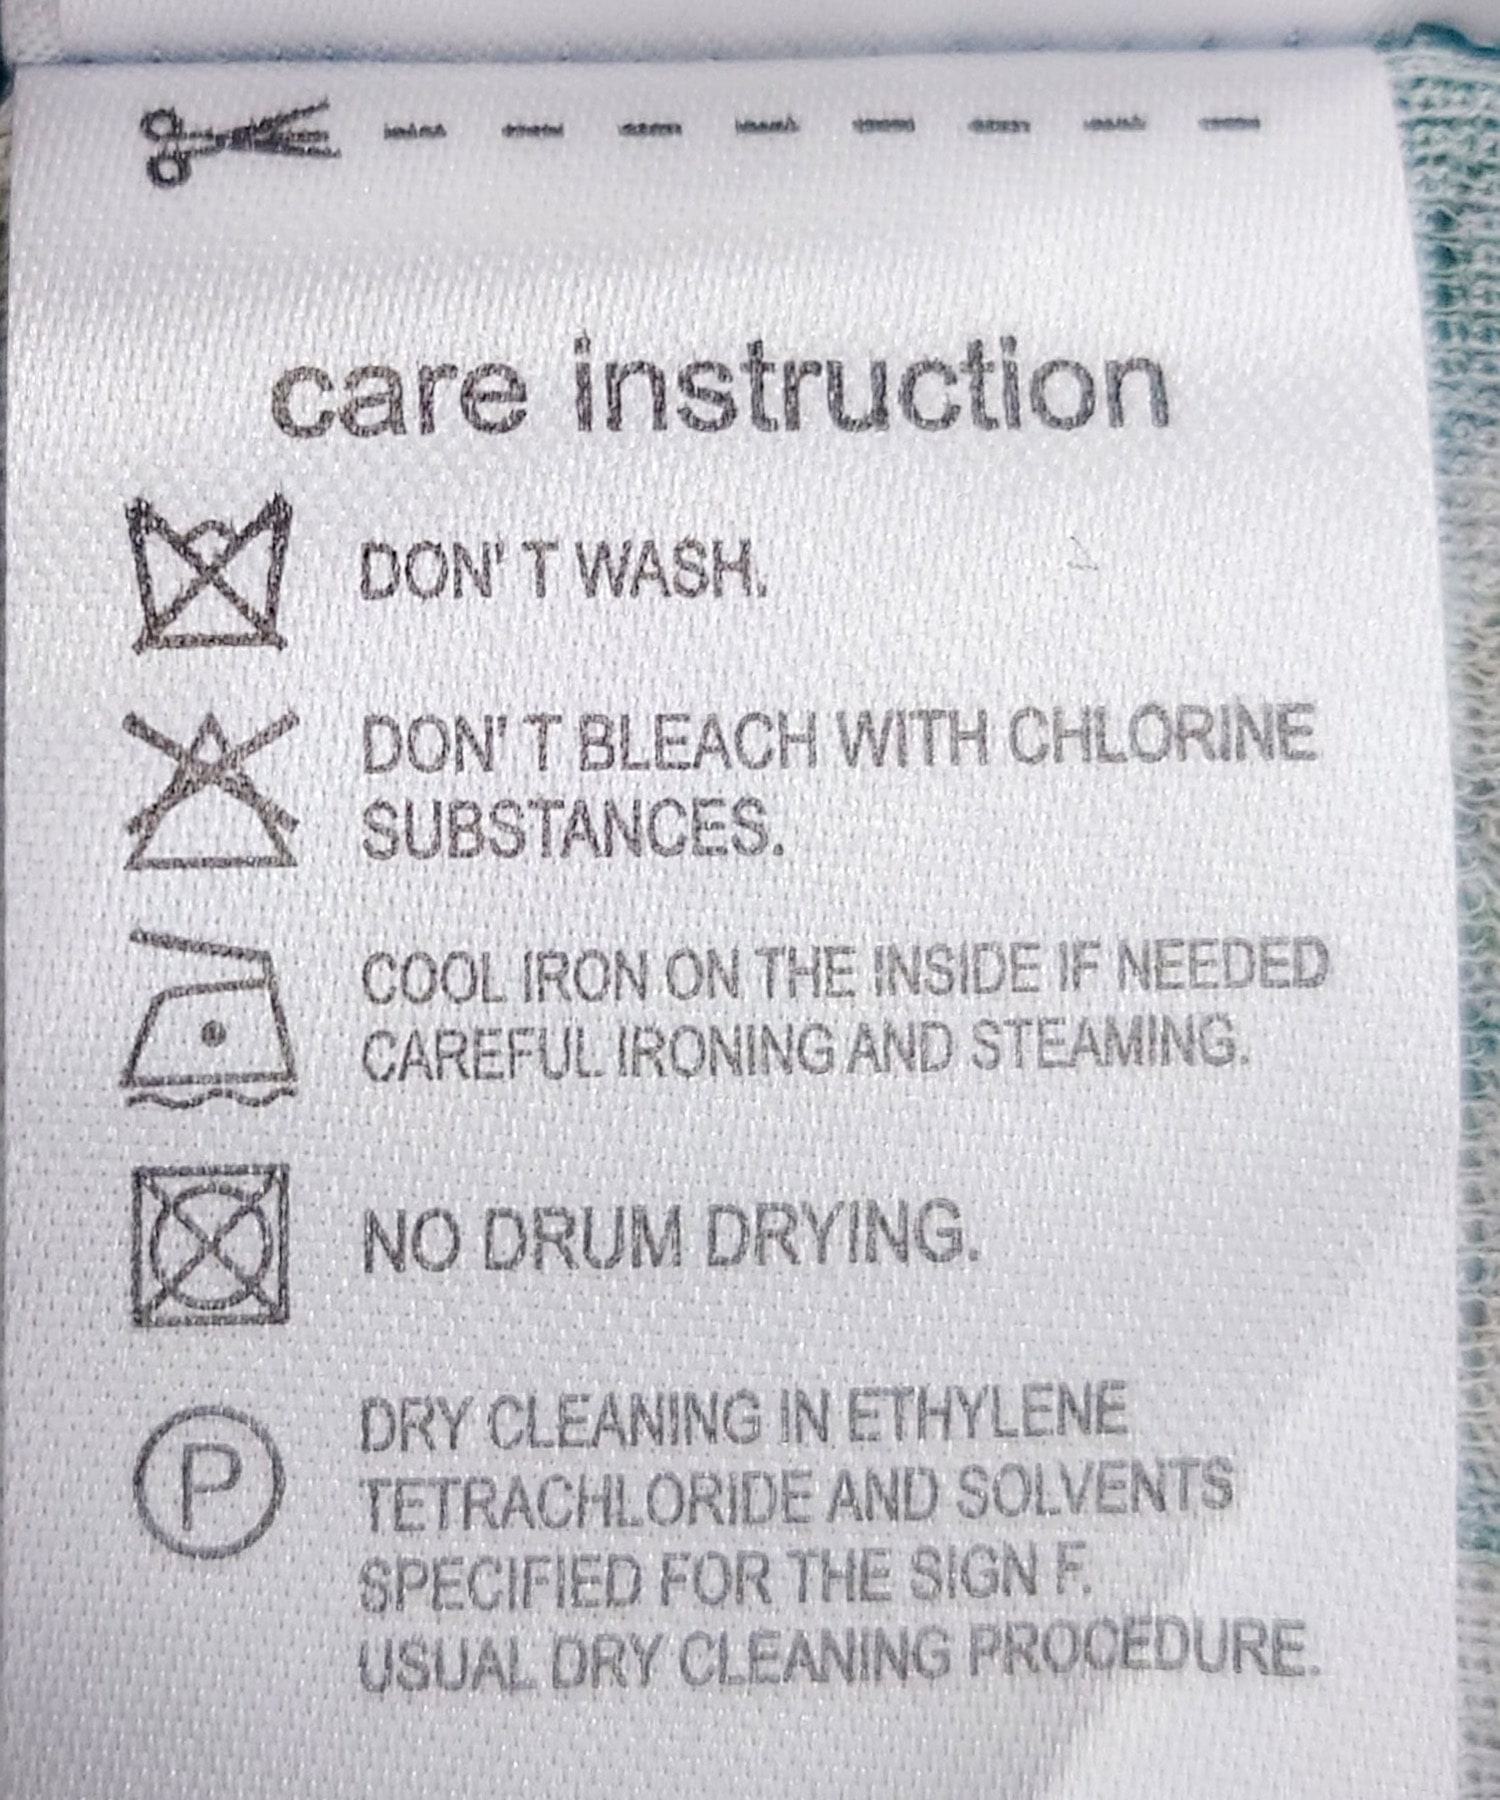 care instruction
DON'T WASH.
DON'T BLEACH WITH CHLORINE
SUBSTANCES.
COOL IRON ON THE INSIDE IF NEEDED
CAREFUL IRONING AND STEAMING.
NO DRUM DRYING.
DRY CLEANING IN ETHYLENE
P
TETRACHLORIDE AND SOLVENTS
SPECIFIED FOR THE SIGN F.
USUAL DRY CLEANING PROCEDURE.